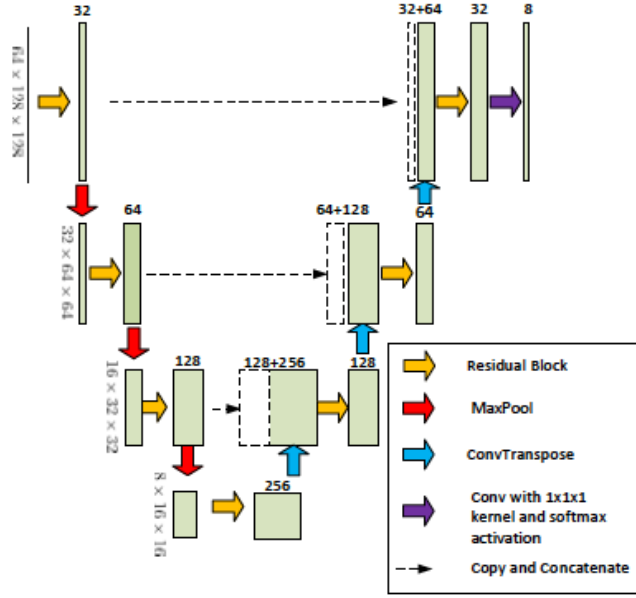 32
32+64
32
8
64 × 128 × 128
64
64+128
64
32 × 64 × 64
128
128+256
128
16 × 32 × 32
256
8 × 16 × 16
Residual Block
MaxPool
ConvTranspose
Conv with 1x1x1
kernel and softmax
activation
Copy and Concatenate